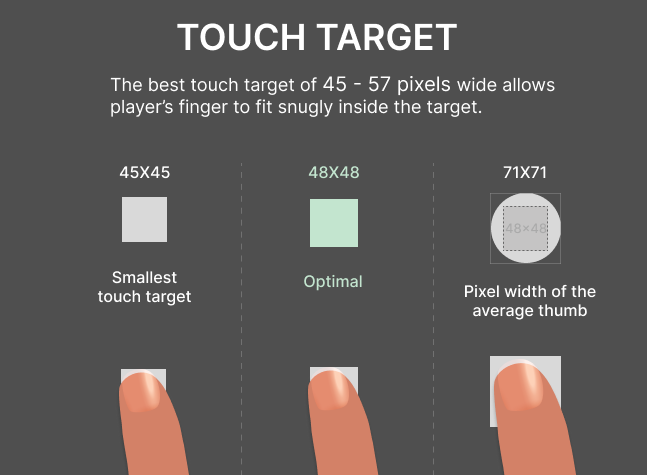 TOUCH TARGET
The best touch target of 45 - 57 pixels wide allows
player's finger to fit snugly inside the target.
45X45
48X48
71X71
48×48
Smallest
touch target
Optimal
Pixel width of the
average thumb